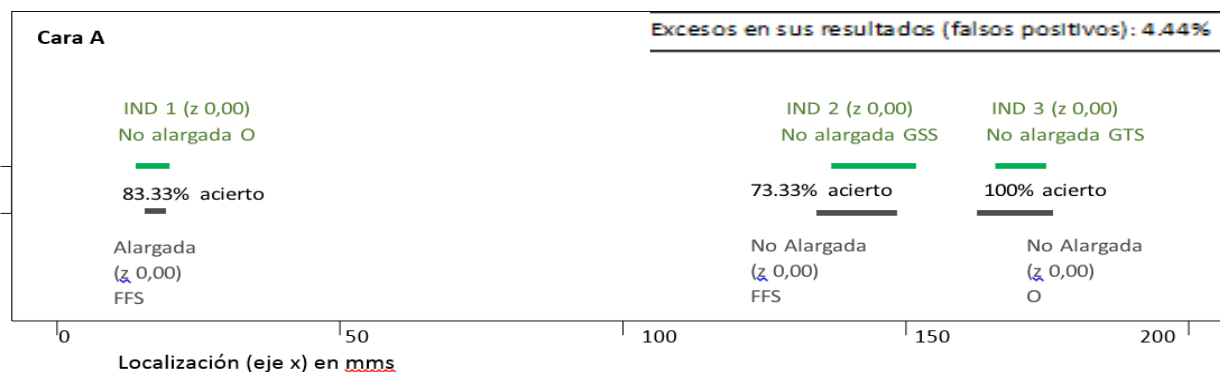 Cara A
Excesos en sus resultados (falsos positivos): 4.44%
IND 1 (z 0,00)
No alargada O
IND 2 (z 0,00)
No alargada GSS
IND 3 (z 0,00)
No alargada GTS
83.33% acierto
73.33% acierto
100% acierto
Alargada
(z 0,00)
FFS
No Alargada
(z 0,00)
FFS
No Alargada
(z 0,00)
O
0 50 100 150 200
Localización (eje x) en mms